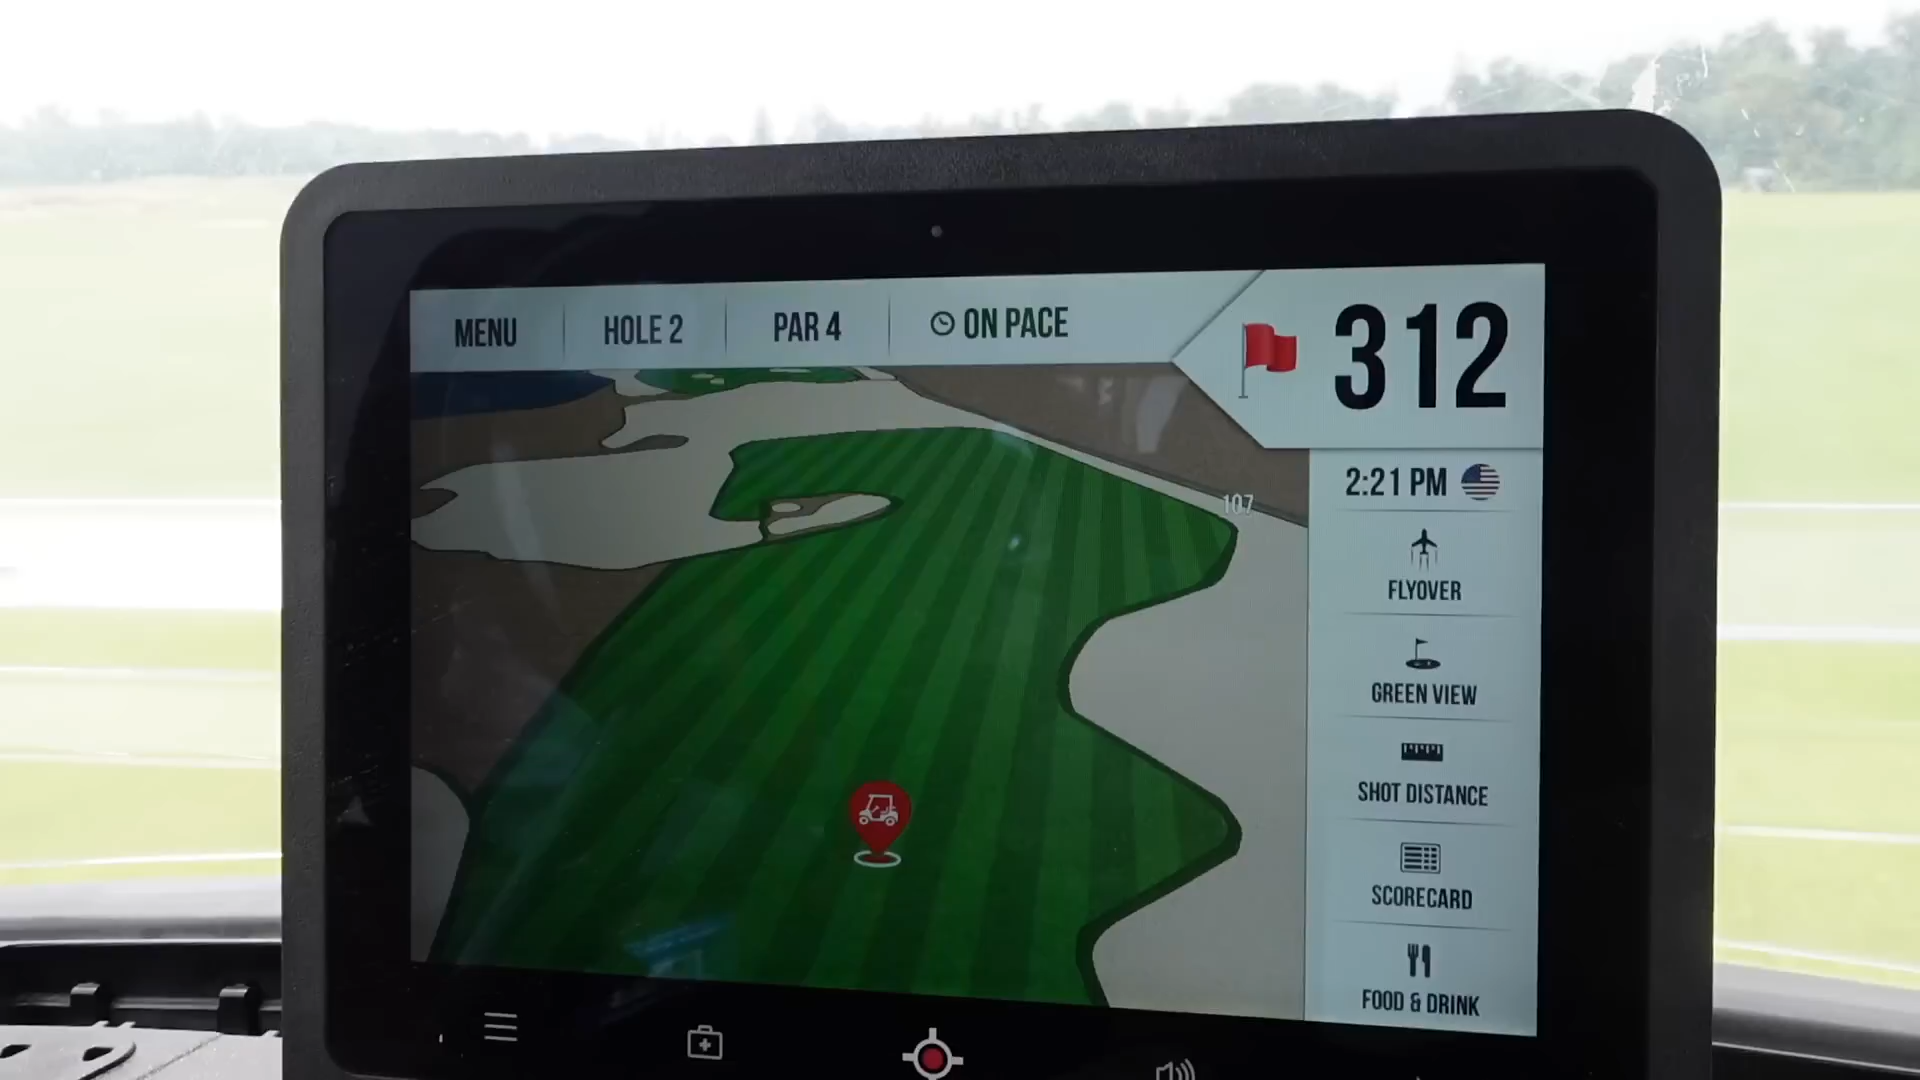 MENU
HOLE 2
PAR 4
ON PACE
312
107
2:21 PM
FLYOVER
GREEN VIEW
SHOT DISTANCE
SCORECARD
FOOD & DRINK